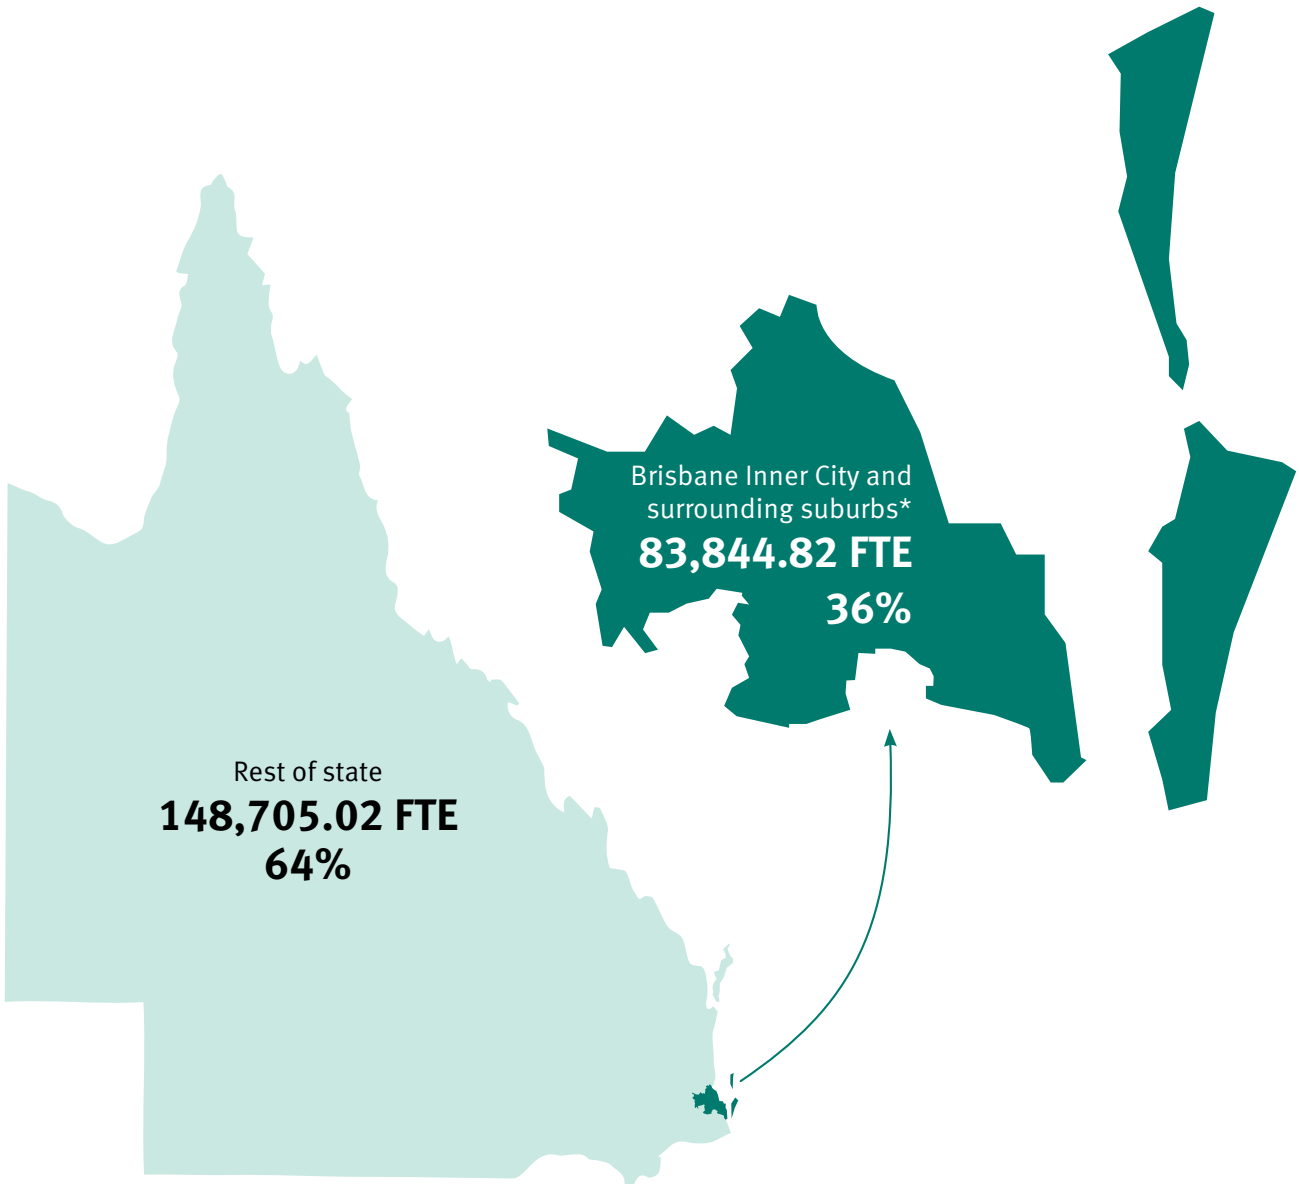 Brisbane Inner City and
surrounding suburbs*
83,844.82 FTE
36%
Rest of state
148,705.02 FTE
64%